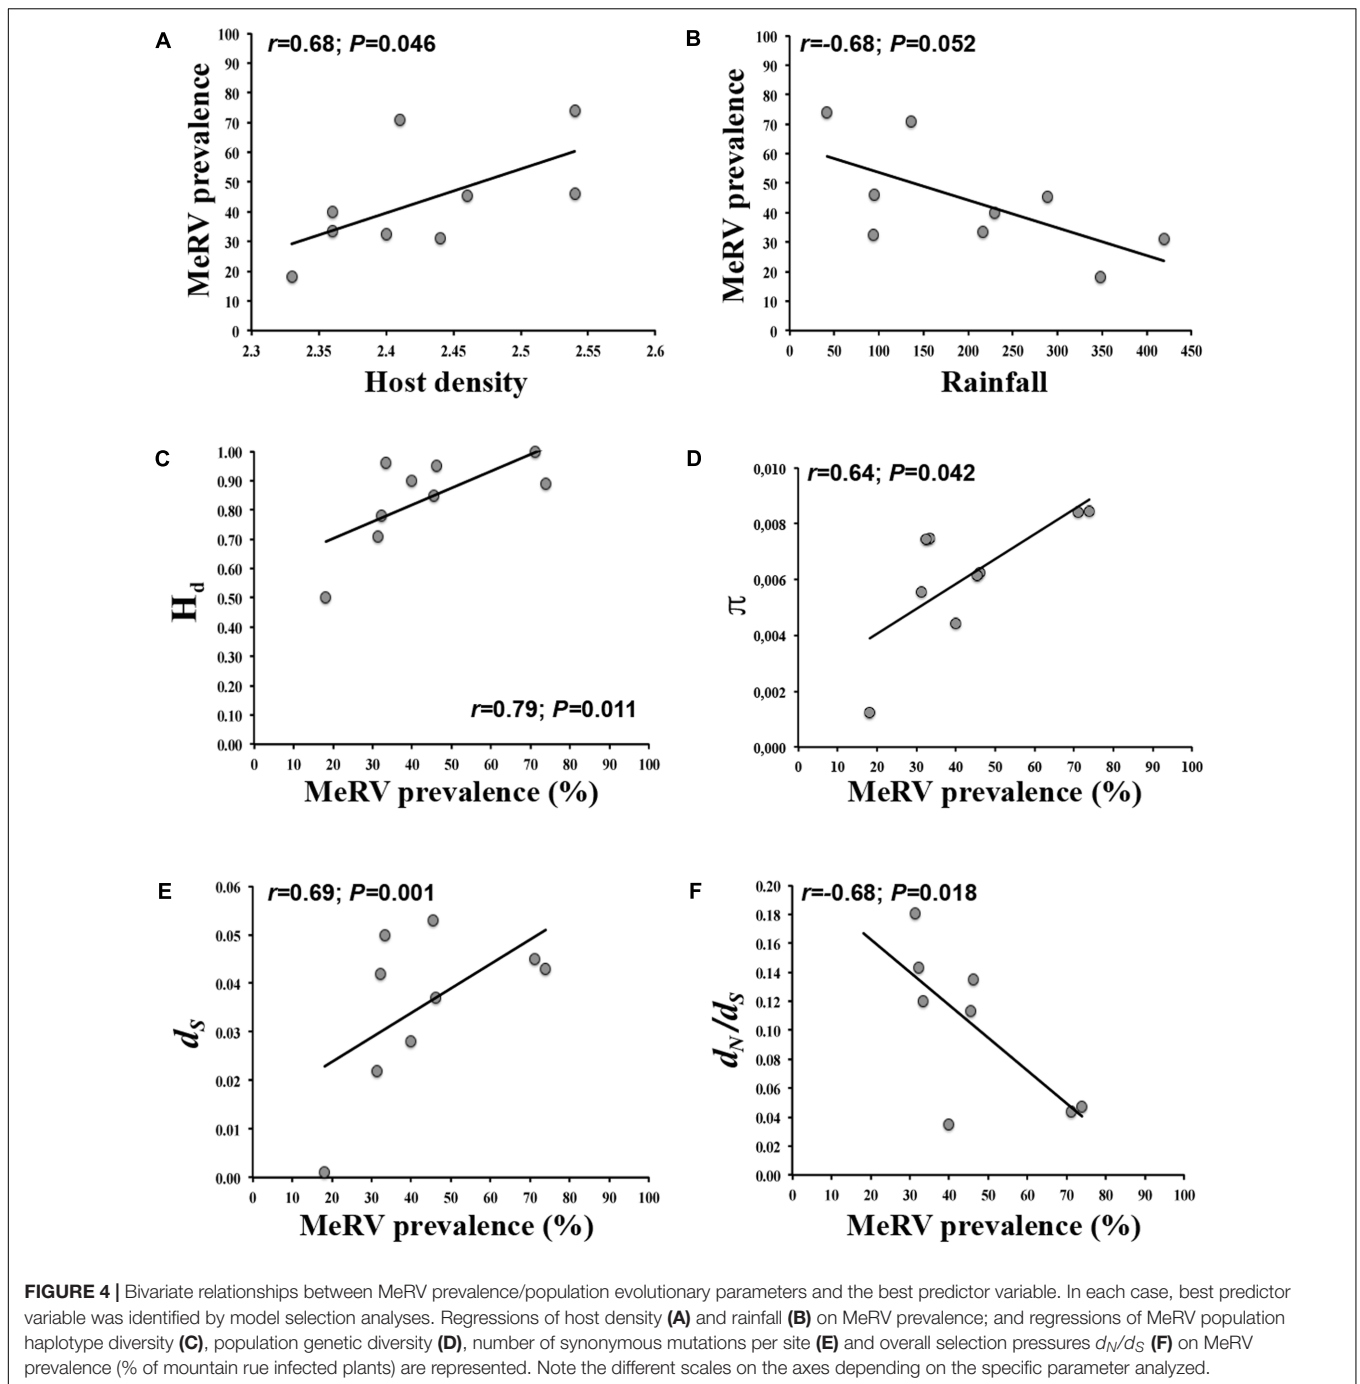 A
r=0.68; P=0.046
MeRV prevalence
100
90
80
70
60
50
40
30
20
10
0
2.3 2.35 2.4 2.45 2.5 2.55 2.6
Host density
B
r=-0.68; P=0.052
MeRV prevalence
100
90
80
70
60
50
40
30
20
10
0
0 50 100 150 200 250 300 350 400 450
Rainfall
C
Hd
1.00
0.90
0.80
0.70
0.60
0.50
0.40
0.30
0.20
0.10
0.00
r=0.79; P=0.011
0 10 20 30 40 50 60 70 80 90 100
MeRV prevalence (%)
D
r=0.64; P=0.042
π
0,010
0,008
0,006
0,004
0,002
0,000
0 10 20 30 40 50 60 70 80 90 100
MeRV prevalence (%)
E
r=0.69; P=0.001
dS
0.06
0.05
0.04
0.03
0.02
0.01
0.00
0 10 20 30 40 50 60 70 80 90 100
MeRV prevalence (%)
F
r=-0.68; P=0.018
dN/dS
0.20
0.18
0.16
0.14
0.12
0.10
0.08
0.06
0.04
0.02
0.00
0 10 20 30 40 50 60 70 80 90 100
MeRV prevalence (%)
FIGURE 4 | Bivariate relationships between MeRV prevalence/population evolutionary parameters and the best predictor variable. In each case, best predictor
variable was identified by model selection analyses. Regressions of host density (A) and rainfall (B) on MeRV prevalence; and regressions of MeRV population
haplotype diversity (C), population genetic diversity (D), number of synonymous mutations per site (E) and overall selection pressures dN/dS (F) on MeRV
prevalence (% of mountain rue infected plants) are represented. Note the different scales on the axes depending on the specific parameter analyzed.